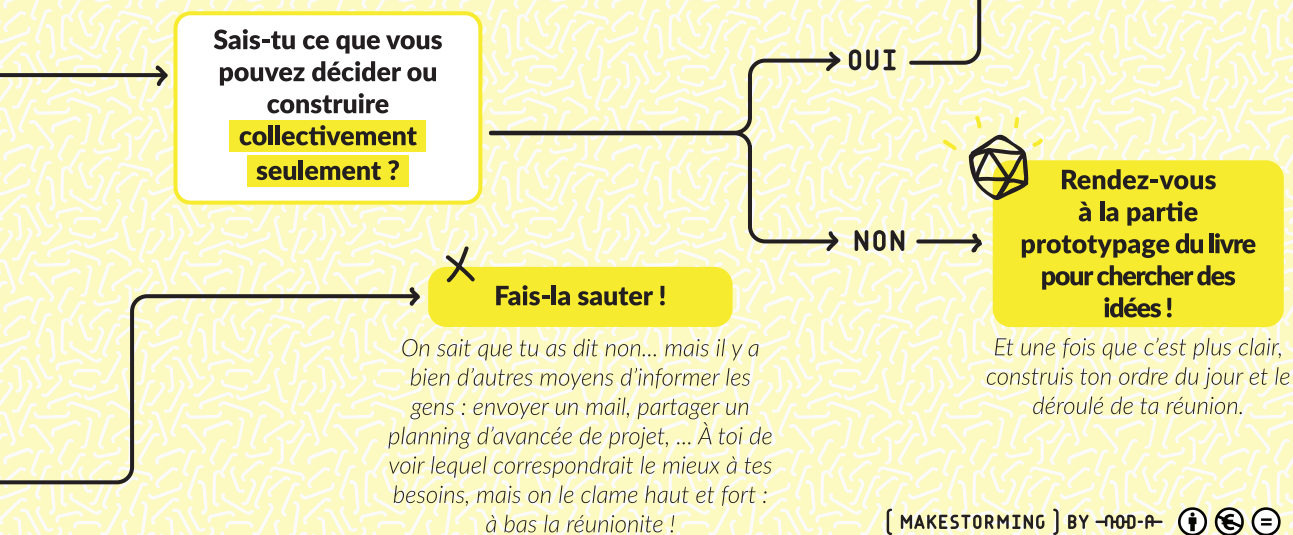 Sais-tu ce que vous
pouvez décider ou
construire
collectivement
seulement ?
OUI
NON
Rendez-vous
à la partie
prototypage du livre
pour chercher des
idées !
Et une fois que c'est plus clair,
construis ton ordre du jour et le
déroulé de ta réunion.
Fais-la sauter !
On sait que tu as dit non... mais il y a
bien d'autres moyens d'informer les
gens : envoyer un mail, partager un
planning d'avancée de projet, ... À toi de
voir lequel correspondrait le mieux à tes
besoins, mais on le clame haut et fort :
à bas la réunionite !
[ MAKESTORMING ] BY NOD-A